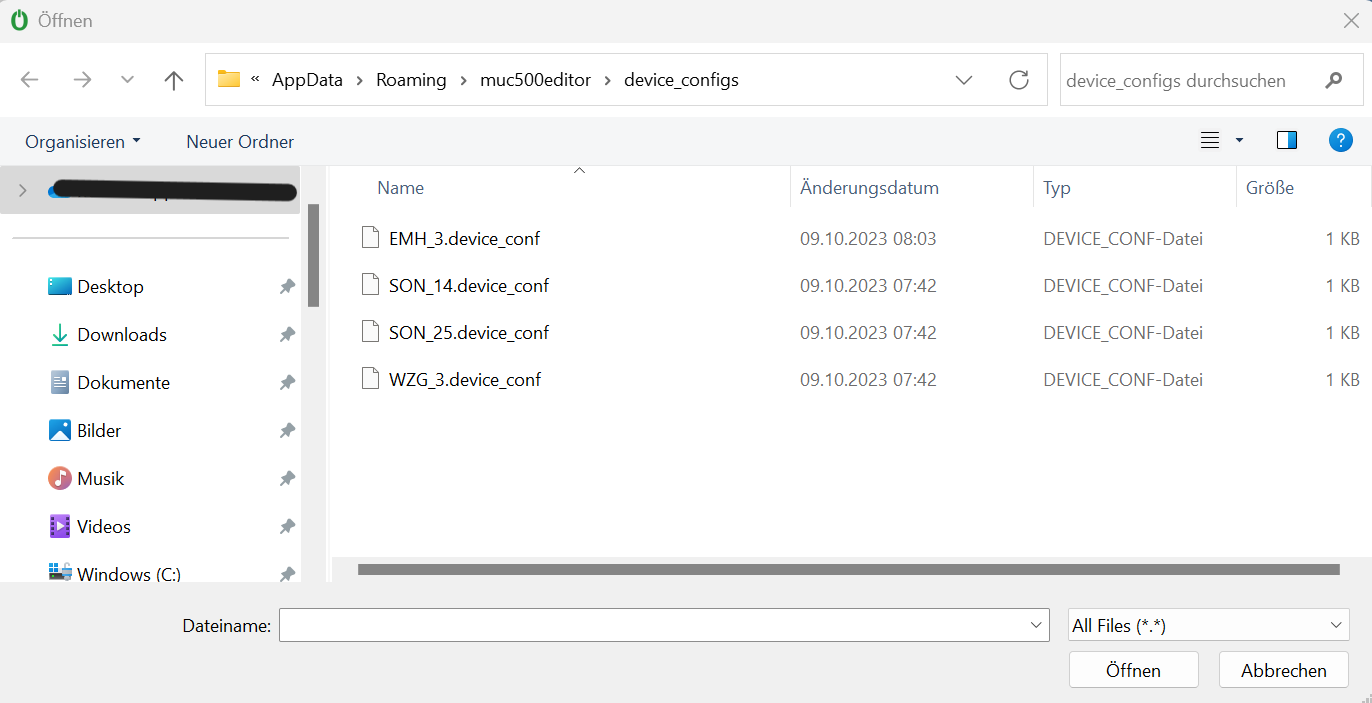 Öffnen
« AppData › Roaming › muc500editor › device_configs
device_configs durchsuchen
Organisieren Neuer Ordner
Name Änderungsdatum Typ Größe
EMH_3.device_conf 09.10.2023 08:03 DEVICE_CONF-Datei 1 KB
SON_14.device_conf 09.10.2023 07:42 DEVICE_CONF-Datei 1 KB
SON_25.device_conf 09.10.2023 07:42 DEVICE_CONF-Datei 1 KB
WZG_3.device_conf 09.10.2023 07:42 DEVICE_CONF-Datei 1 KB
Desktop
Downloads
Dokumente
Bilder
Musik
Videos
Windows (C:)
Dateiname:
All Files (*.*)
Öffnen Abbrechen